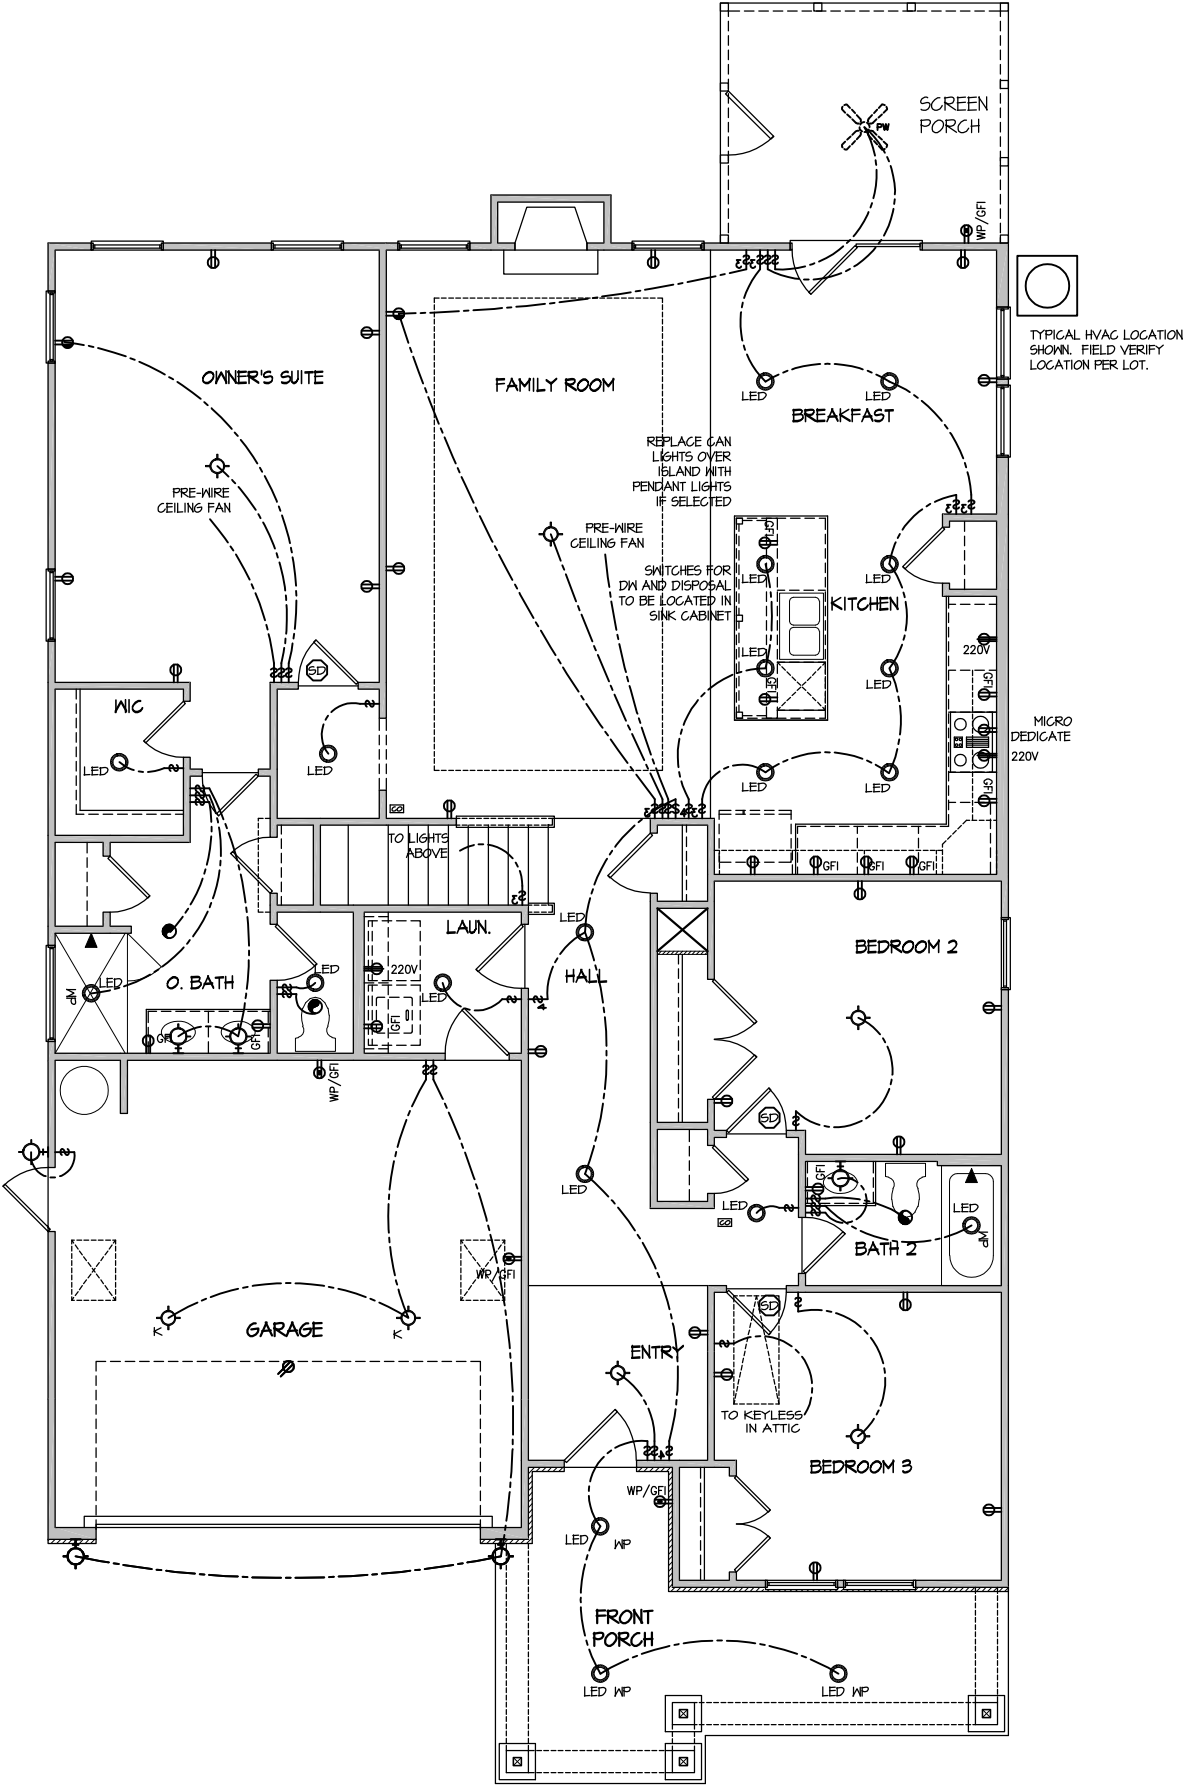 SCREEN
PORCH
PW
WP/GFI
TYPICAL HVAC LOCATION
SHOWN. FIELD VERIFY
LOCATION PER LOT.
OWNER'S SUITE
FAMILY ROOM
LED
LED
BREAKFAST
REPLACE CAN
LIGHTS OVER
ISLAND WITH
PENDANT LIGHTS
IF SELECTED
PRE-WIRE
CEILING FAN
PRE-WIRE
CEILING FAN
GFI
SWITCHES FOR
DW AND DISPOSAL
TO BE LOCATED IN
SINK CABINET
LED
LED
KITCHEN
220V
LED
LED
GFI
GFI
SD
WIC
LED
LED
MICRO
DEDICATE
220V
LED
LED
GFI
TO LIGHTS
ABOVE
GFI
GFI
GFI
LED
LAUN.
BEDROOM 2
HALL
220V
LED
GFI
O. BATH
LED
LED
WP
GFI
GFI
WP/GFI
SD
LED
GFI
LED
LED
WP
BATH 2
WP/GFI
K
K
GARAGE
SD
ENTRY
TO KEYLESS
IN ATTIC
BEDROOM 3
WP/GFI
LED
WP
FRONT
PORCH
LED WP
LED WP